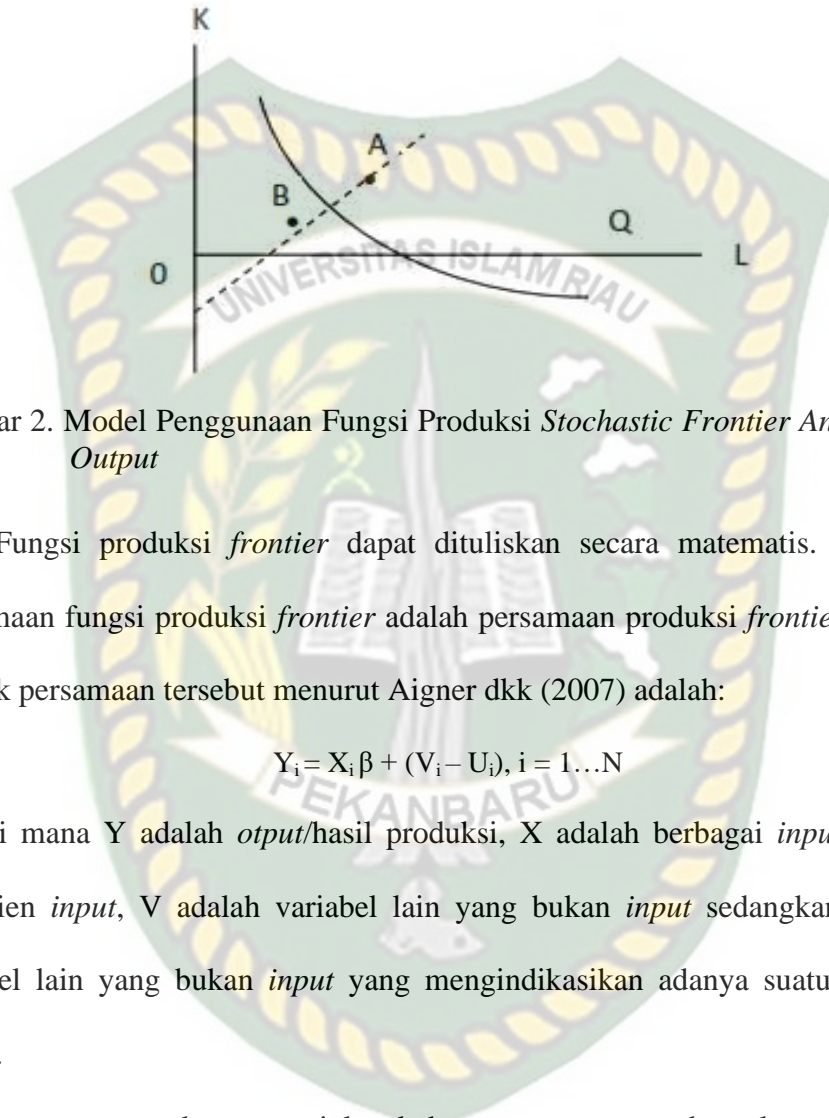 K
A
B
Q
O
L
UNIVERSITAS ISLAM RIAU
ar 2. Model Penggunaan Fungsi Produksi Stochastic Frontier An
Output
Fungsi produksi frontier dapat dituliskan secara matematis.
naan fungsi produksi frontier adalah persamaan produksi frontie
k persamaan tersebut menurut Aigner dkk (2007) adalah:
Yᵢ = Xᵢ β + (Vᵢ – Uᵢ), i = 1…N
PEKANBARU
i mana Y adalah otput/hasil produksi, X adalah berbagai inpu
ien input, V adalah variabel lain yang bukan input sedangkan
el lain yang bukan input yang mengindikasikan adanya suatu